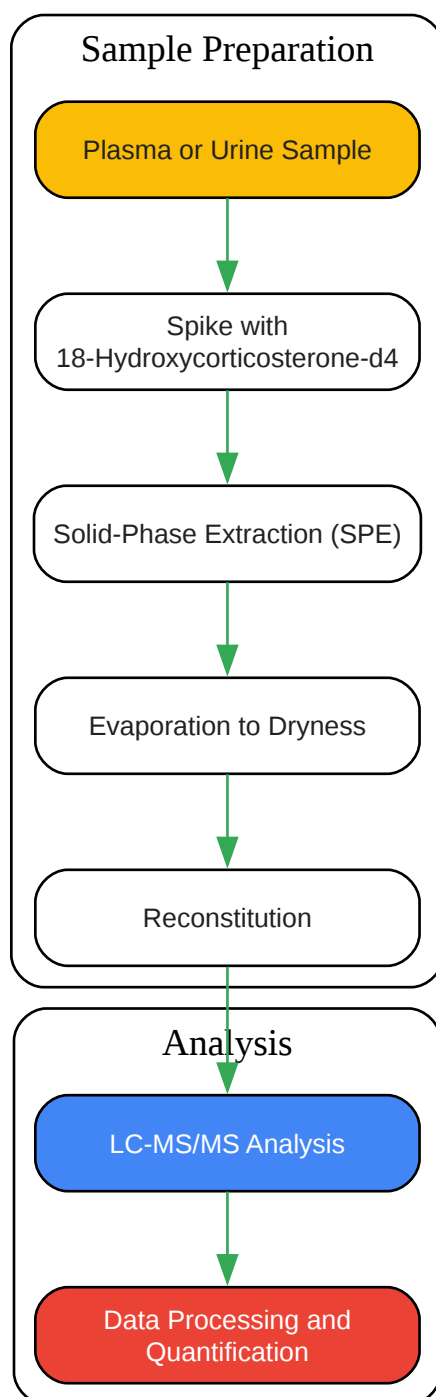 Sample Preparation
Plasma or Urine Sample
Spike with
18-Hydroxycorticosterone-d4
Solid-Phase Extraction (SPE)
Evaporation to Dryness
Reconstitution
Analysis
LC-MS/MS Analysis
Data Processing and
Quantification